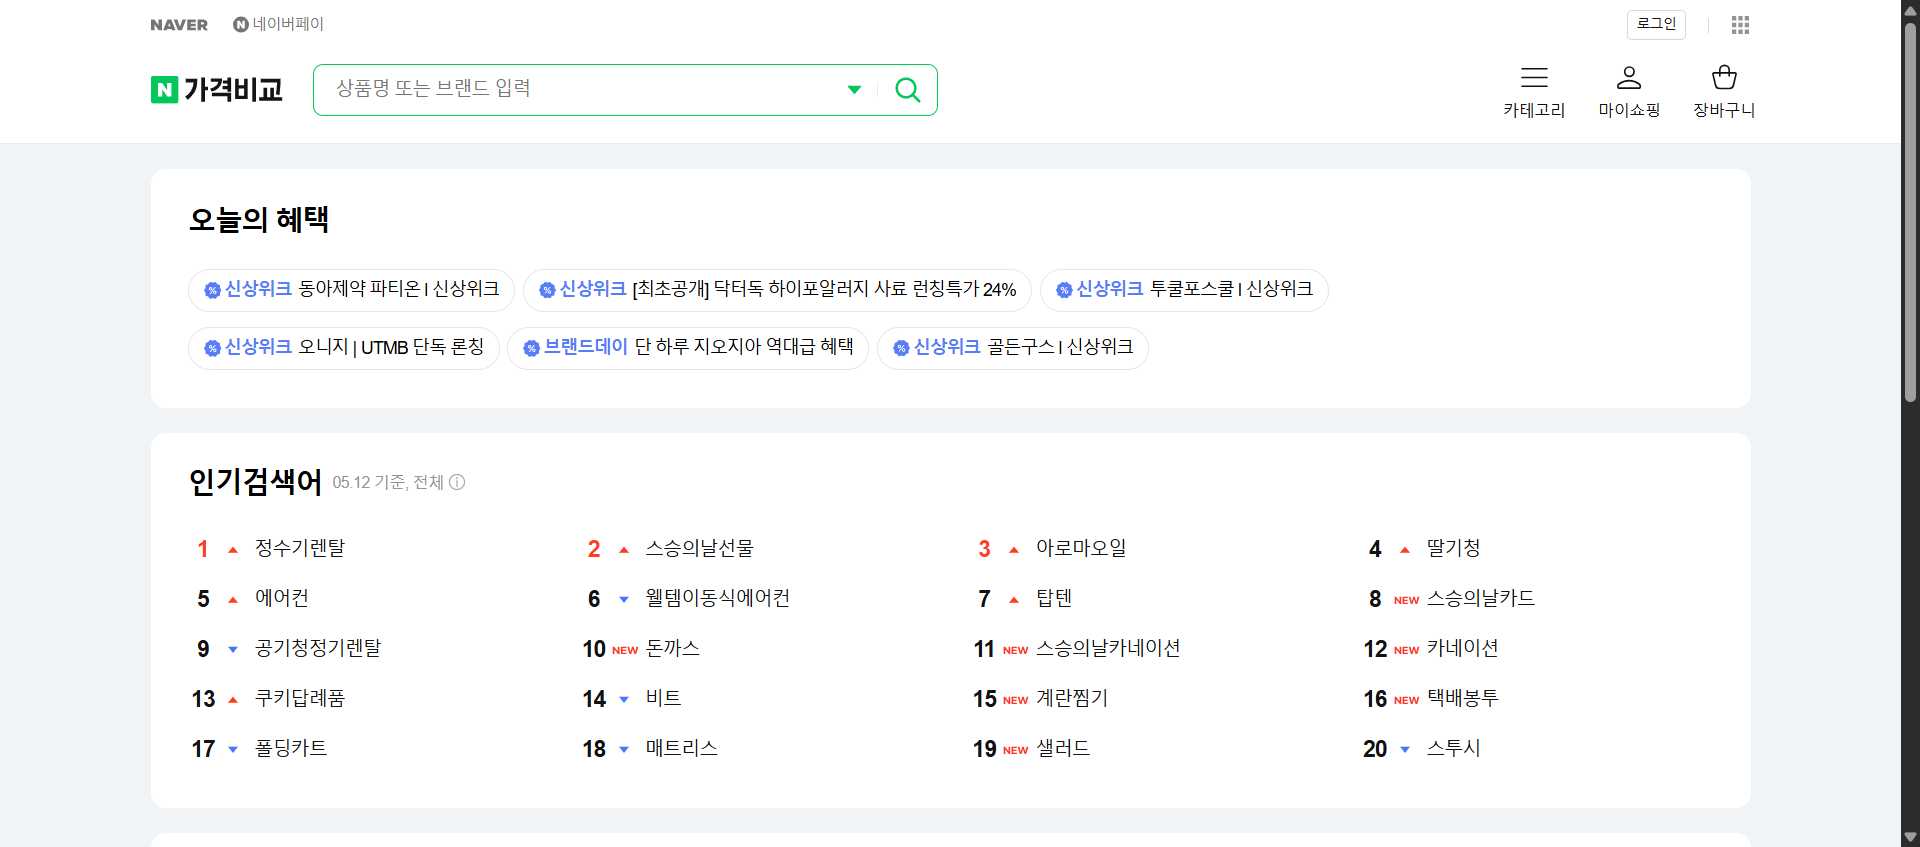 NAVER N 네이버페이 로그인
N 가격비교 상품명 또는 브랜드 입력 카테고리 마이쇼핑 장바구니
오늘의 혜택
신상위크 동아제약 파티온 l 신상위크 신상위크 [최초공개] 닥터독 하이포알러지 사료 런칭특가 24% 신상위크 투쿨포스쿨 l 신상위크
신상위크 오니지 | UTMB 단독 론칭 브랜드데이 단 하루 지오지아 역대급 혜택 신상위크 골든구스 l 신상위크
인기검색어 05.12 기준, 전체
1 정수기렌탈 2 스승의날선물 3 아로마오일 4 딸기청
5 에어컨 6 웰템이동식에어컨 7 탑텐 8 NEW 스승의날카드
9 공기청정기렌탈 10 NEW 돈까스 11 NEW 스승의날카네이션 12 NEW 카네이션
13 쿠키답례품 14 비트 15 NEW 계란찜기 16 NEW 택배봉투
17 폴딩카트 18 매트리스 19 NEW 샐러드 20 스투시